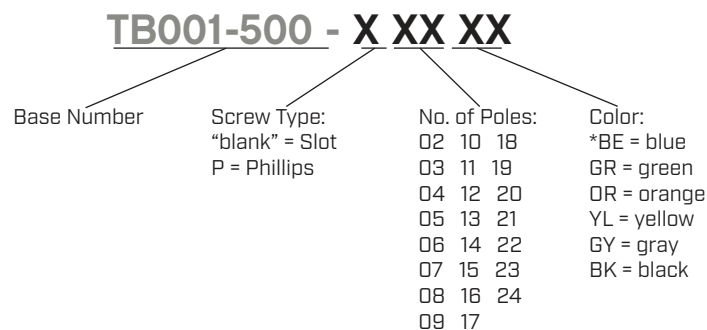 TB001-500 - X XX XX
Base Number
Screw Type:
“blank” = Slot
P = Phillips
No. of Poles:
02 10 18
03 11 19
04 12 20
05 13 21
06 14 22
07 15 23
08 16 24
09 17
Color:
*BE = blue
GR = green
OR = orange
YL = yellow
GY = gray
BK = black